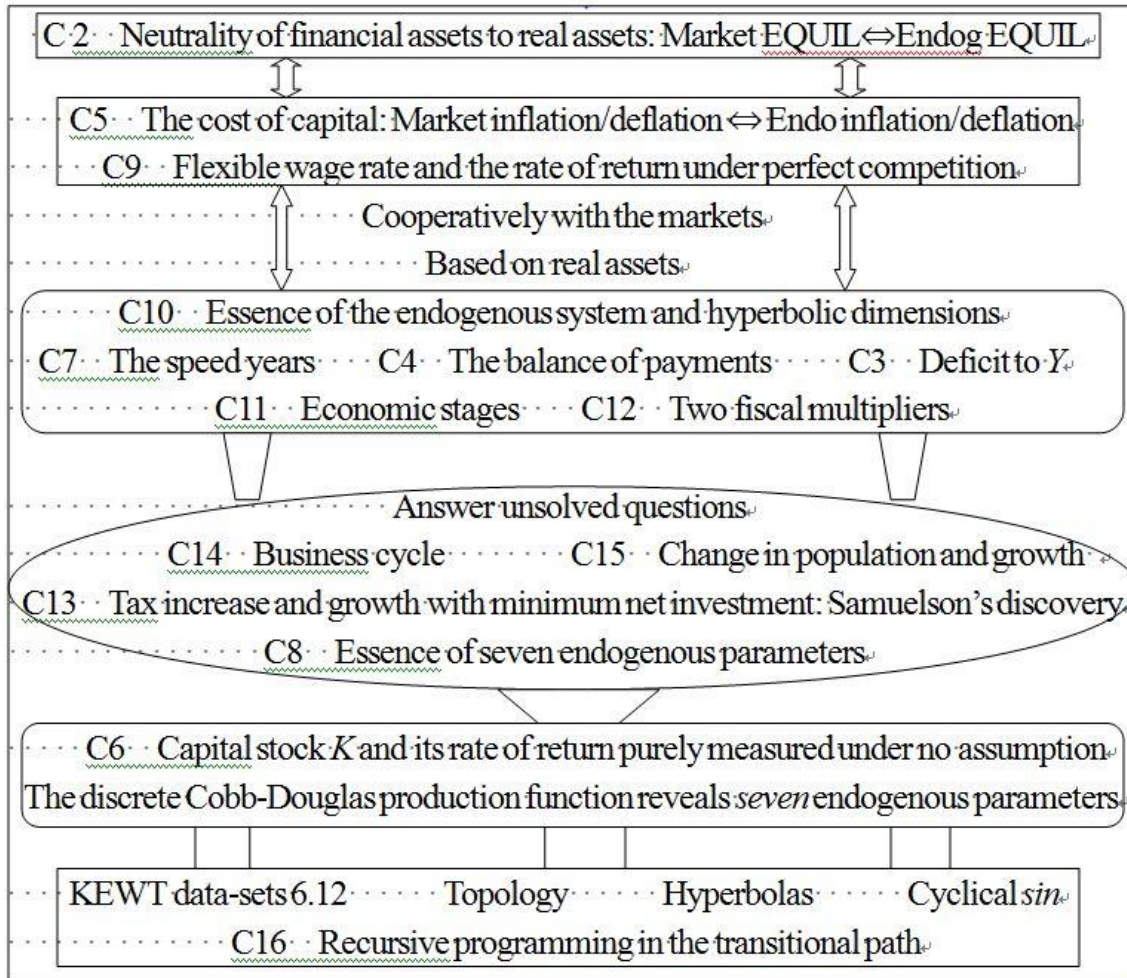 C 2 Neutrality of financial assets to real assets: Market EQUIL⇔Endog EQUIL
C5 The cost of capital: Market inflation/deflation ⇔ Endo inflation/deflation
C9 Flexible wage rate and the rate of return under perfect competition
Cooperatively with the markets
Based on real assets
C10 Essence of the endogenous system and hyperbolic dimensions
C7 The speed years C4 The balance of payments C3 Deficit to Y
C11 Economic stages C12 Two fiscal multipliers
Answer unsolved questions
C14 Business cycle C15 Change in population and growth
C13 Tax increase and growth with minimum net investment: Samuelson's discovery
C8 Essence of seven endogenous parameters
C6 Capital stock K and its rate of return purely measured under no assumption
The discrete Cobb-Douglas production function reveals seven endogenous parameters
KEWT data-sets 6.12 Topology Hyperbolas Cyclical sin
C16 Recursive programming in the transitional path